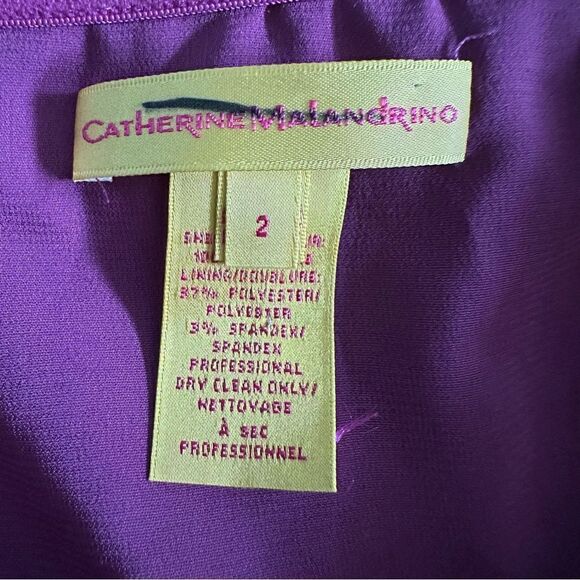 CATHERINE MALANDRINO
2
LINING/DOUBLURE:
97% POLYESTER/
POLYESTER
3% SPANDEX/
SPANDEX
PROFESSIONAL
DRY CLEAN ONLY/
NETTOYAGE
À SEC
PROFESSIONNEL